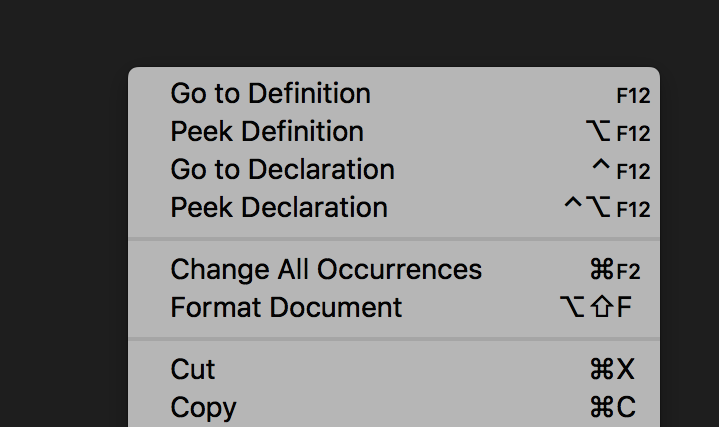 Go to Definition F12
Peek Definition ⌥F12
Go to Declaration ^F12
Peek Declaration ^⌥F12
Change All Occurrences ⌘F2
Format Document ⌥⇧F
Cut ⌘X
Copy ⌘C